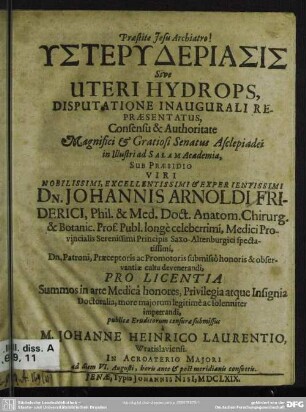 Præstite Jesu Archiatro!
ΥΣΤΕΡΥΔΕΡΙΑΣΙΣ
Sive
UTERI HYDROPS,
DISPUTATIONE INAUGURALI RE-
PRÆSENTATUS,
Consensu & Authoritate
Magnifici & Gratiosi Senatus Asclepiadei
in Illustri ad SALAM Academia,
SUB PRÆSIDIO
VIRI
NOBILISSIMI, EXCELLENTISSIMI & EXPERIENTISSIMI
DN. JOHANNIS ARNOLDI FRI-
DERICI, Phil. & Med. Doct. Anatom. Chirurg.
& Botanic. Prof. Publ. longè celeberrimi, Medici Pro-
vincialis Serenissimi Principis Saxo-Altenburgici specta-
tissimi,
Dn. Patroni, Præceptoris ac Promotoris submisso honoris & obser-
vantiæ cultu devenerandi,
PRO LICENTIA
Summos in arte Medicâ honores, Privilegia atque Insignia
Doctoralia, more majorum legitimè ac solenniter
impetrandi,
publicæ Eruditorum censuræ submissus
à
M. JOHANNE HEINRICO LAURENTIO,
Wratislaviensi.
IN ACROATERIO MAJORI
ad diem VI. Augusti, horis ante & post meridianis consuetis.
JENÆ, Typis JOHANNIS NISI, MDCLXIX.
diss. A
69, 11